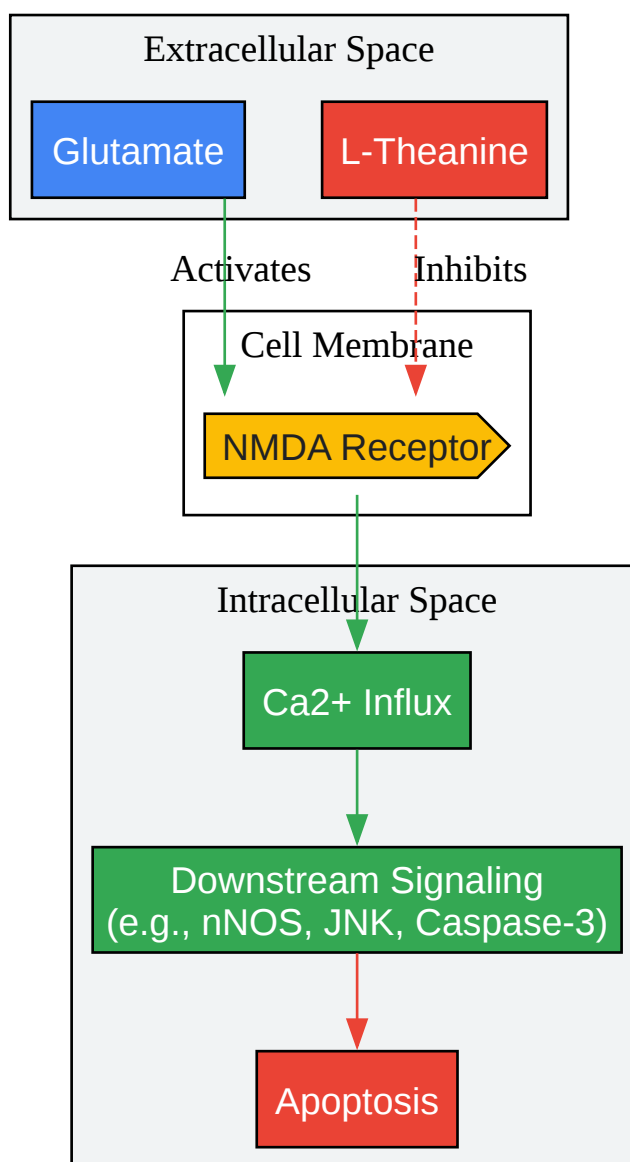 Extracellular Space
Glutamate
L-Theanine
Activates
Inhibits
Cell Membrane
NMDA Receptor
Intracellular Space
Ca2+ Influx
Downstream Signaling
(e.g., nNOS, JNK, Caspase-3)
Apoptosis